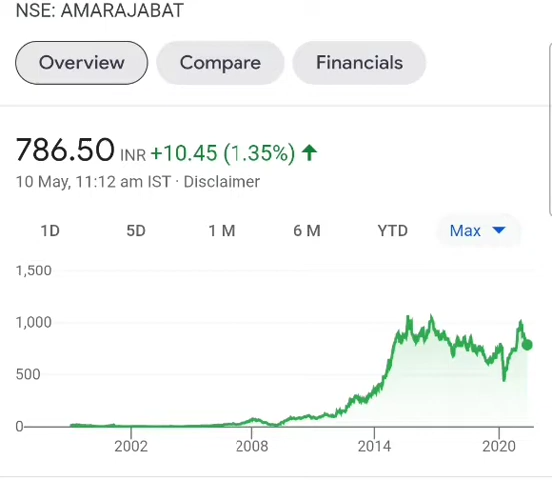 NSE: AMARAJABAT
Overview Compare Financials
786.50 INR +10.45 (1.35%) ↑
10 May, 11:12 am IST · Disclaimer
1D 5D 1 M 6 M YTD Max
1,500
1,000
500
0
2002 2008 2014 2020